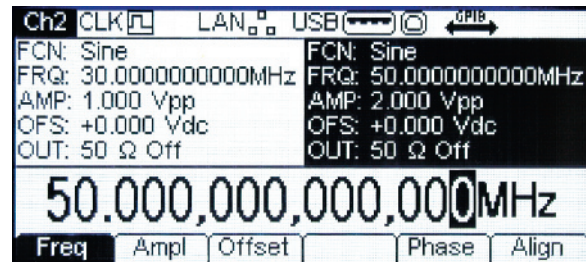 Ch2 CLK LAN USB GPIB
FCN: Sine
FRQ: 30.0000000000MHz
AMP: 1.000 Vpp
OFS: +0.000 Vdc
OUT: 50 Ω Off
FCN: Sine
FRQ: 50.0000000000MHz
AMP: 2.000 Vpp
OFS: +0.000 Vdc
OUT: 50 Ω Off
50.000,000,000,000MHz
Freq Ampl Offset Phase Align